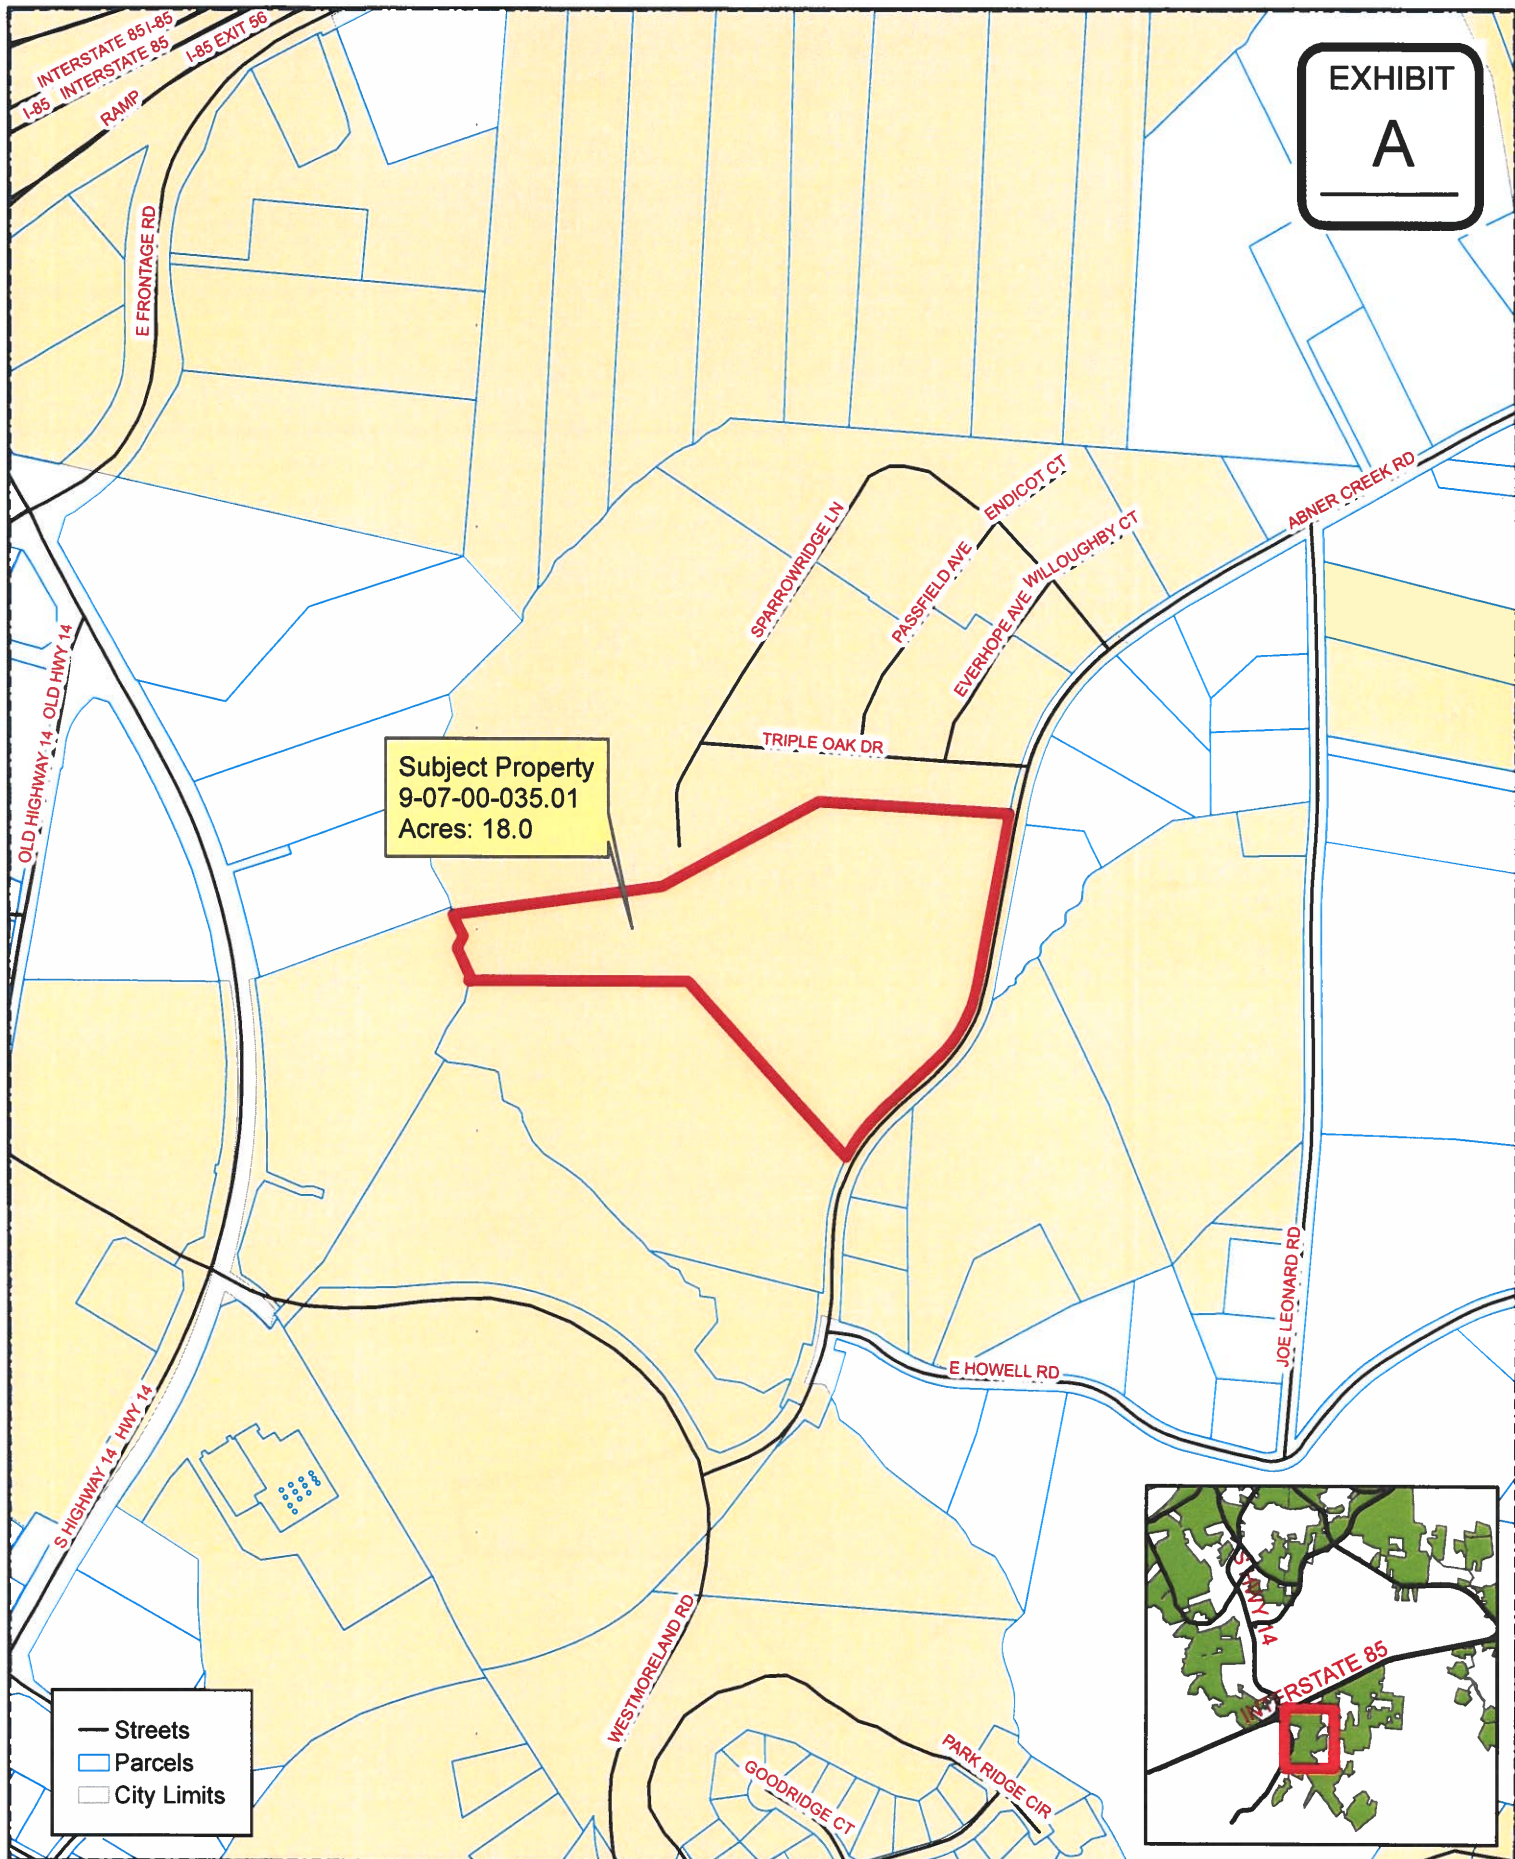 INTERSTATE 85 I-85
I-85 INTERSTATE 85
I-85 EXIT 56
RAMP
EXHIBIT
A
E FRONTAGE RD
ABNER CREEK RD
ENDICOT CT
SPARROWRIDGE LN
PASSFIELD AVE
WILLOUGHBY CT
EVERHOPE AVE
OLD HIGHWAY 14 OLD HWY 14
TRIPLE OAK DR
Subject Property
9-07-00-035.01
Acres: 18.0
JOE LEONARD RD
E HOWELL RD
S HIGHWAY 14 HWY 14
WESTMORELAND RD
PARK RIDGE CIR
GOODRIDGE CT
Streets
Parcels
City Limits
S HWY 14
INTERSTATE 85